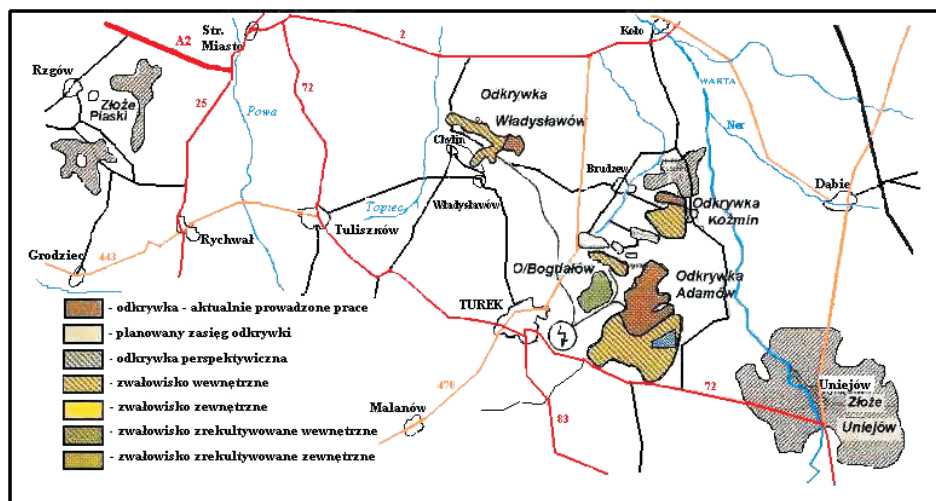 A2
Str.
Miasto
2
Koło
Rzgów
Złoże
Piaski
25
72
Powa
Odkrywka
Władysławów
WARTA
Ner
Chylin
Brudzew
Dąbie
Topiec
Władysławów
Odkrywka
Koźmin
Rychwał
Tuliszków
Grodziec
443
O/Bogdałów
Odkrywka
Adamów
TUREK
- odkrywka - aktualnie prowadzone prace
- planowany zasięg odkrywki
- odkrywka perspektywiczna
- zwałowisko wewnętrzne
- zwałowisko zewnętrzne
- zwałowisko zrekultywowane wewnętrzne
- zwałowisko zrekultywowane zewnętrzne
470
Malanów
83
72
Uniejów
Złoże
Uniejów